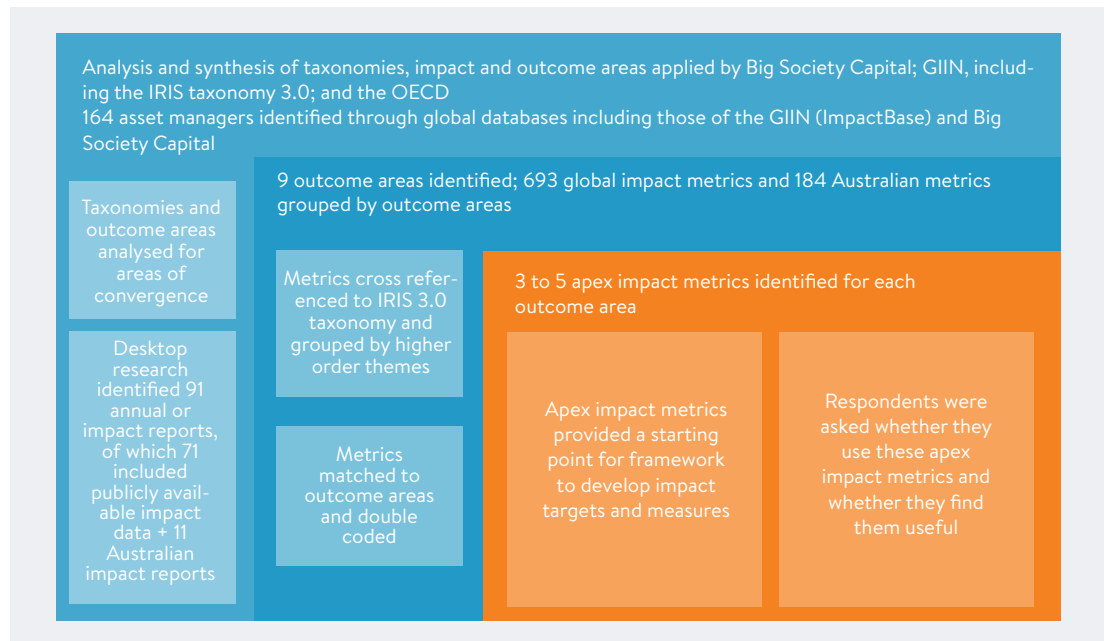 Analysis and synthesis of taxonomies, impact and outcome areas applied by Big Society Capital; GIIN, includ-
ing the IRIS taxonomy 3.0; and the OECD
164 asset managers identified through global databases including those of the GIIN (ImpactBase) and Big
Society Capital
Taxonomies and
outcome areas
analysed for
areas of
convergence
Desktop
research
identified 91
annual or
impact reports,
of which 71
included
publicly avail-
able impact
data + 11
Australian
impact reports
9 outcome areas identified; 693 global impact metrics and 184 Australian metrics
grouped by outcome areas
Metrics cross refer-
enced to IRIS 3.0
taxonomy and
grouped by higher
order themes
Metrics
matched to
outcome areas
and double
coded
3 to 5 apex impact metrics identified for each
outcome area
Apex impact metrics
provided a starting
point for framework
to develop impact
targets and measures
Respondents were
asked whether they
use these apex
impact metrics and
whether they find
them useful